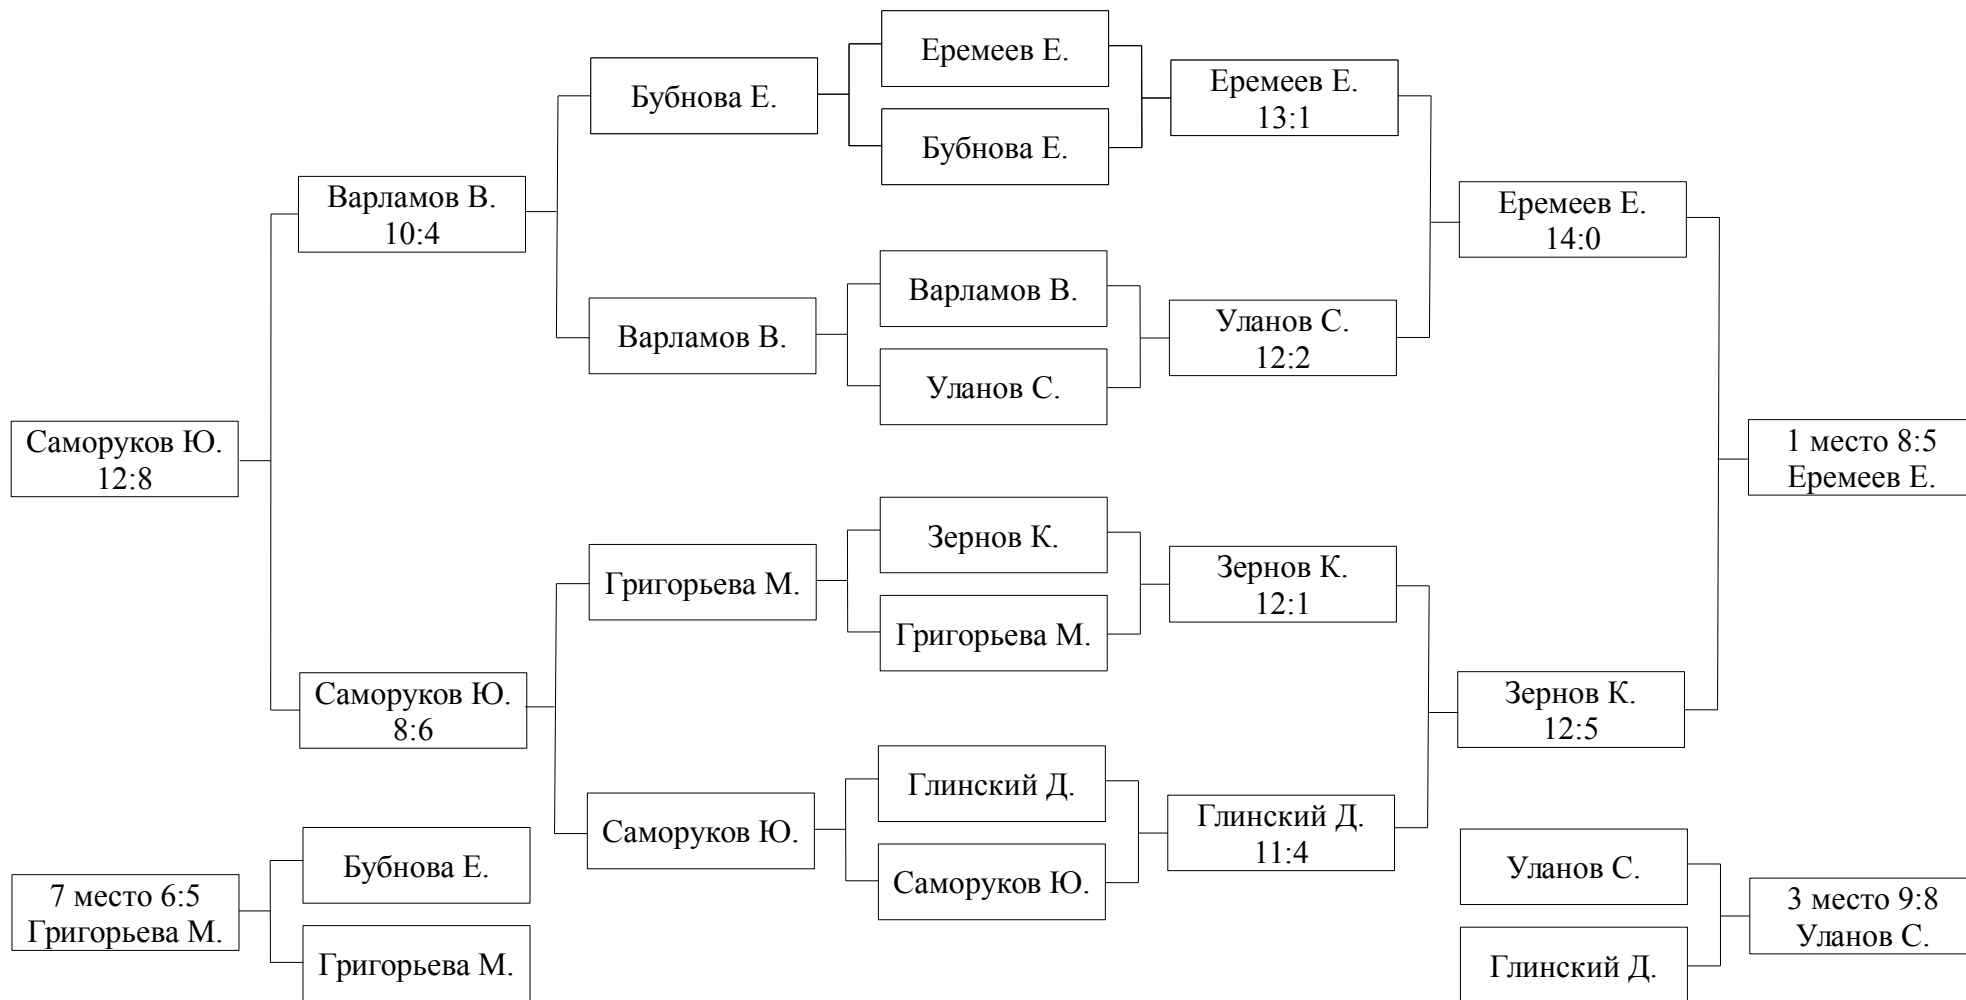 Еремеев Е.
Бубнова Е.
Еремеев Е.
13:1
Бубнова Е.
Варламов В.
10:4
Еремеев Е.
14:0
Варламов В.
Варламов В.
Уланов С.
12:2
Уланов С.
Саморуков Ю.
12:8
1 место 8:5
Еремеев Е.
Зернов К.
Григорьева М.
Зернов К.
12:1
Григорьева М.
Саморуков Ю.
8:6
Зернов К.
12:5
Глинский Д.
Саморуков Ю.
Глинский Д.
11:4
Саморуков Ю.
Бубнова Е.
7 место 6:5
Григорьева М.
Григорьева М.
Уланов С.
3 место 9:8
Уланов С.
Глинский Д.